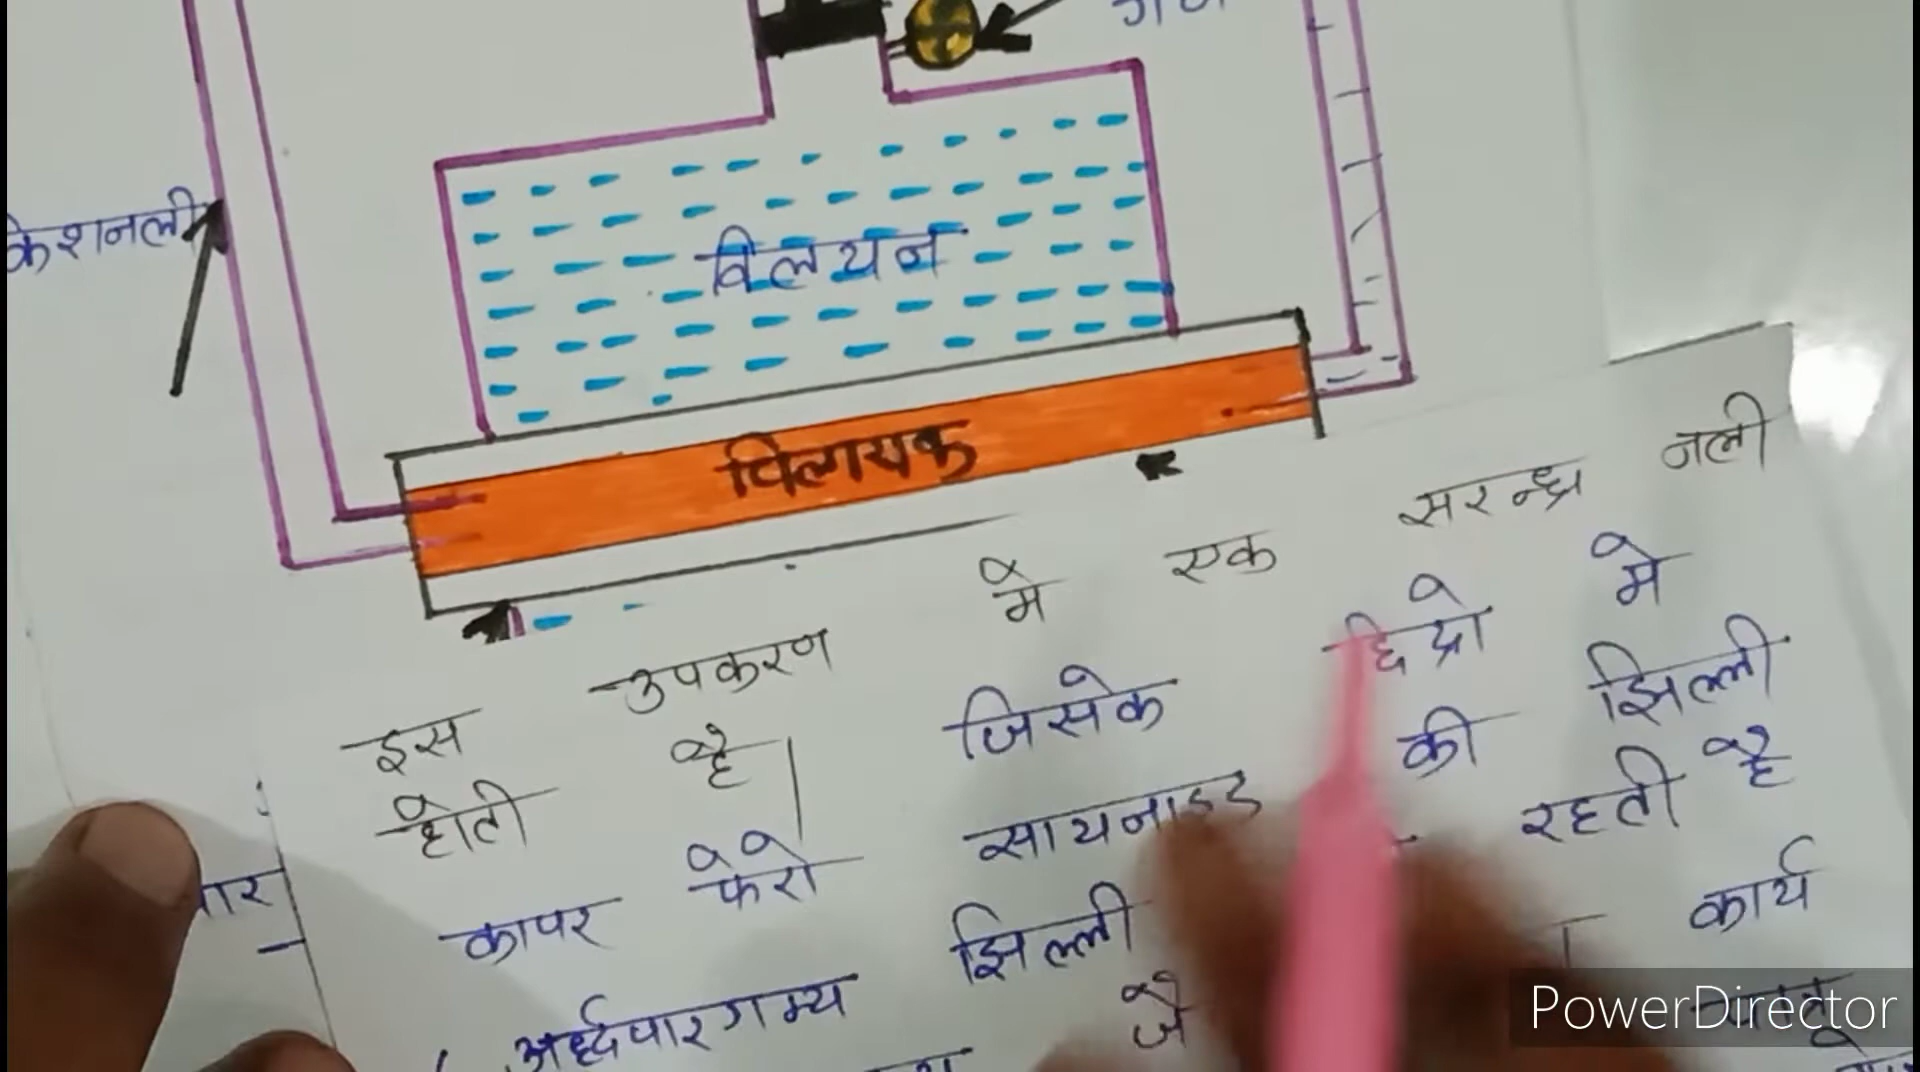 केशनली
विलयन
विलायक
इस उपकरण में एक सरन्ध्र नली
होती है। जिसके छिद्रो में
कापर फेरो सायनाइड की झिल्ली
झिल्ली रहती है
अर्द्धपारगम्य कार्य
PowerDirector